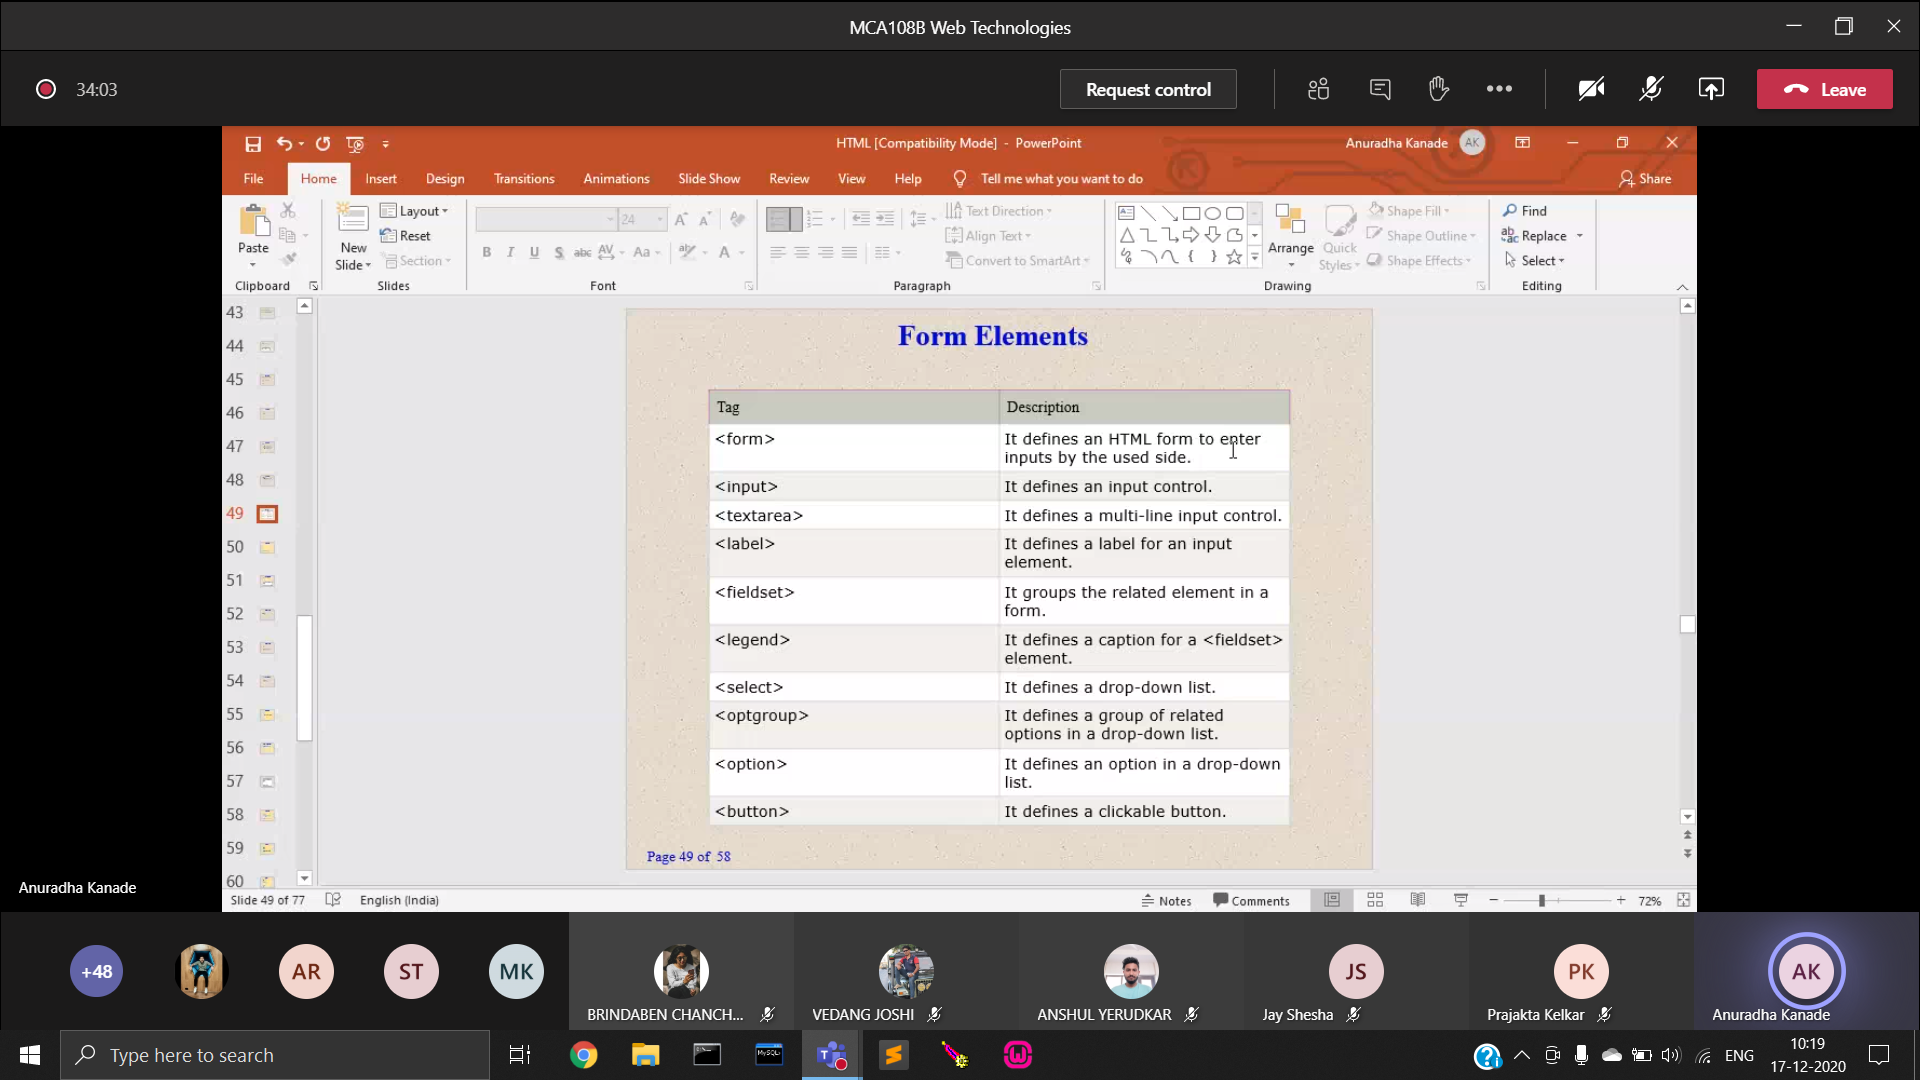 MCA108B Web Technologies
34:03
Request control
Leave
HTML [Compatibility Mode] - PowerPoint
Anuradha Kanade
AK
File
Home
Insert
Design
Transitions
Animations
Slide Show
Review
View
Help
Tell me what you want to do
Share
Paste
Clipboard
New
Slide
Layout
Reset
Section
Slides
24
B I U S abc AV Aa A
Font
Text Direction
Align Text
Convert to SmartArt
Paragraph
Arrange
Quick
Styles
Shape Fill
Shape Outline
Shape Effects
Drawing
Find
Replace
Select
Editing
43
44
45
46
47
48
49
50
51
52
53
54
55
56
57
58
59
60
Form Elements
Tag Description
<form> It defines an HTML form to enter
inputs by the used side.
<input> It defines an input control.
<textarea> It defines a multi-line input control.
<label> It defines a label for an input
element.
<fieldset> It groups the related element in a
form.
<legend> It defines a caption for a <fieldset>
element.
<select> It defines a drop-down list.
<optgroup> It defines a group of related
options in a drop-down list.
<option> It defines an option in a drop-down
list.
<button> It defines a clickable button.
Page 49 of 58
Anuradha Kanade
Slide 49 of 77
English (India)
Notes
Comments
72%
+48
AR
ST
MK
BRINDABEN CHANCH...
VEDANG JOSHI
ANSHUL YERUDKAR
JS
Jay Shesha
PK
Prajakta Kelkar
AK
Anuradha Kanade
Type here to search
ENG
10:19
17-12-2020